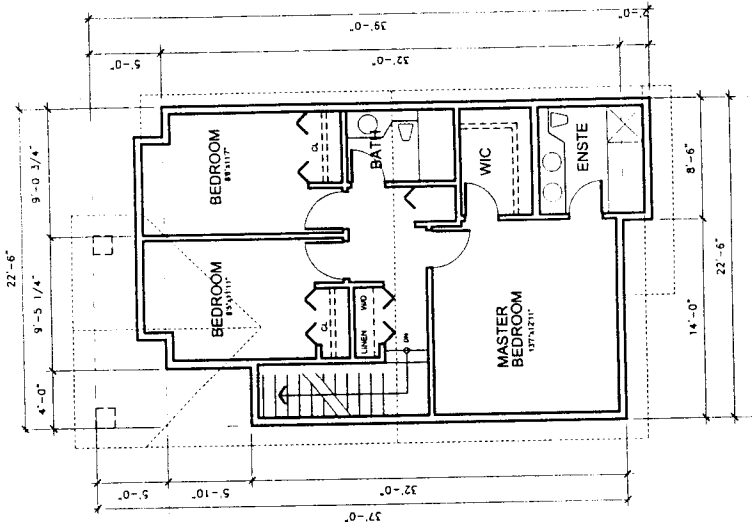 39'-0"
2'-0"
5'-0"
32'-0"
22'-6"
9'-0 3/4"
9'-5 1/4"
4'-0"
BEDROOM
CL
BATH
WIC
ENSTE
8'-6"
BEDROOM
CL
LINEN
W/D
DN
MASTER
BEDROOM
22'-6"
14'-0"
5'-0"
5'-10"
32'-0"
37'-0"